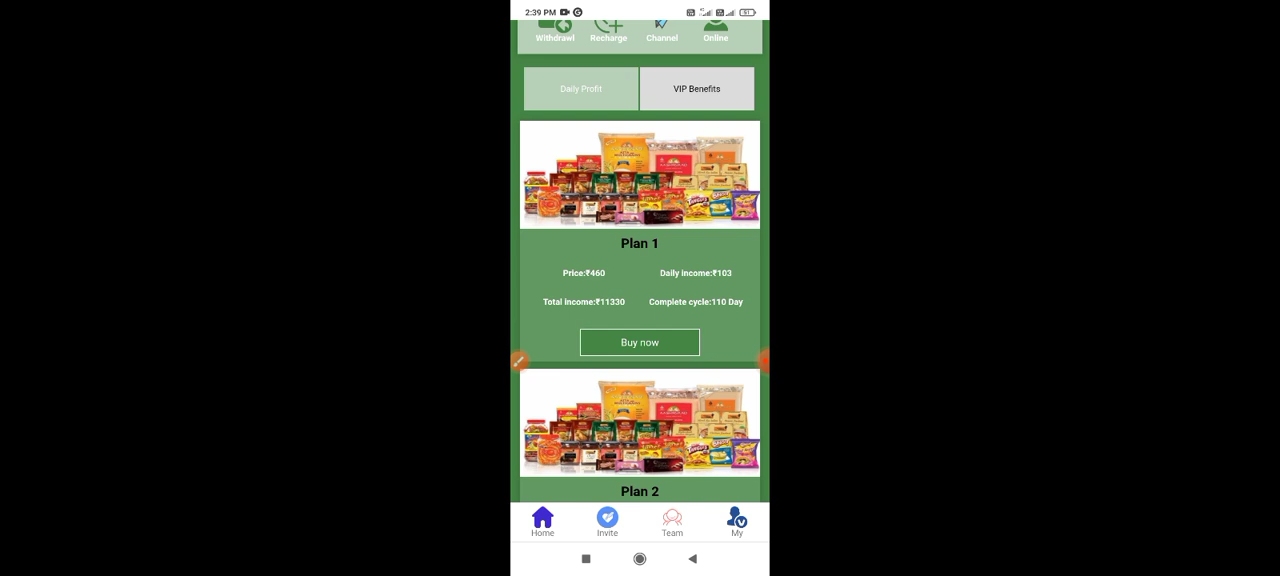 2:39 PM
51
Withdrawl Recharge Channel Online
Daily Profit VIP Benefits
Plan 1
Price:₹460 Daily income:₹103
Total Income:₹11330 Complete cycle:110 Day
Buy now
Plan 2
Home Invite Team My